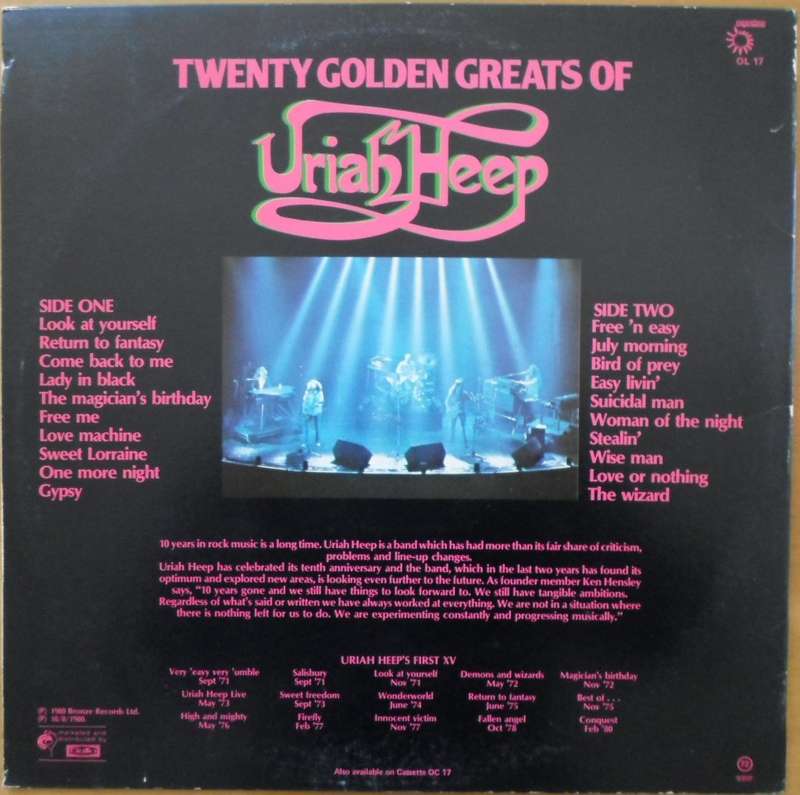 OL 17
TWENTY GOLDEN GREATS OF
Uriah Heep
SIDE ONE
Look at yourself
Return to fantasy
Come back to me
Lady in black
The magician's birthday
Free me
Love machine
Sweet Lorraine
One more night
Gypsy
SIDE TWO
Free 'n easy
July morning
Bird of prey
Easy livin'
Suicidal man
Woman of the night
Stealin'
Wise man
Love or nothing
The wizard
10 years in rock music is a long time. Uriah Heep is a band which has had more than its fair share of criticism,
problems and line-up changes.
Uriah Heep has celebrated its tenth anniversary and the band, which in the last two years has found its
optimum and explored new areas, is looking even further to the future. As founder member Ken Hensley
says, "10 years gone and we still have things to look forward to. We still have tangible ambitions.
Regardless of what's said or written we have always worked at everything. We are not in a situation where
there is nothing left for us to do. We are experimenting constantly and progressing musically."
URIAH HEEP'S FIRST XV
Very 'eavy very 'umble
Sept '71
Salisbury
Sept '71
Look at yourself
Nov '71
Demons and wizards
May '72
Magician's birthday
Nov '72
Uriah Heep Live
May '73
Sweet freedom
Sept '73
Wonderworld
June '74
Return to fantasy
June '75
Best of . . .
Nov '75
High and mighty
May '76
Firefly
Feb '77
Innocent victim
Nov '77
Fallen angel
Oct '78
Conquest
Feb '80
℗ 1980 Bronze Records Ltd.
℗ 10/8/1980.
marketed and
distributed by
Also available on Cassette OC 17